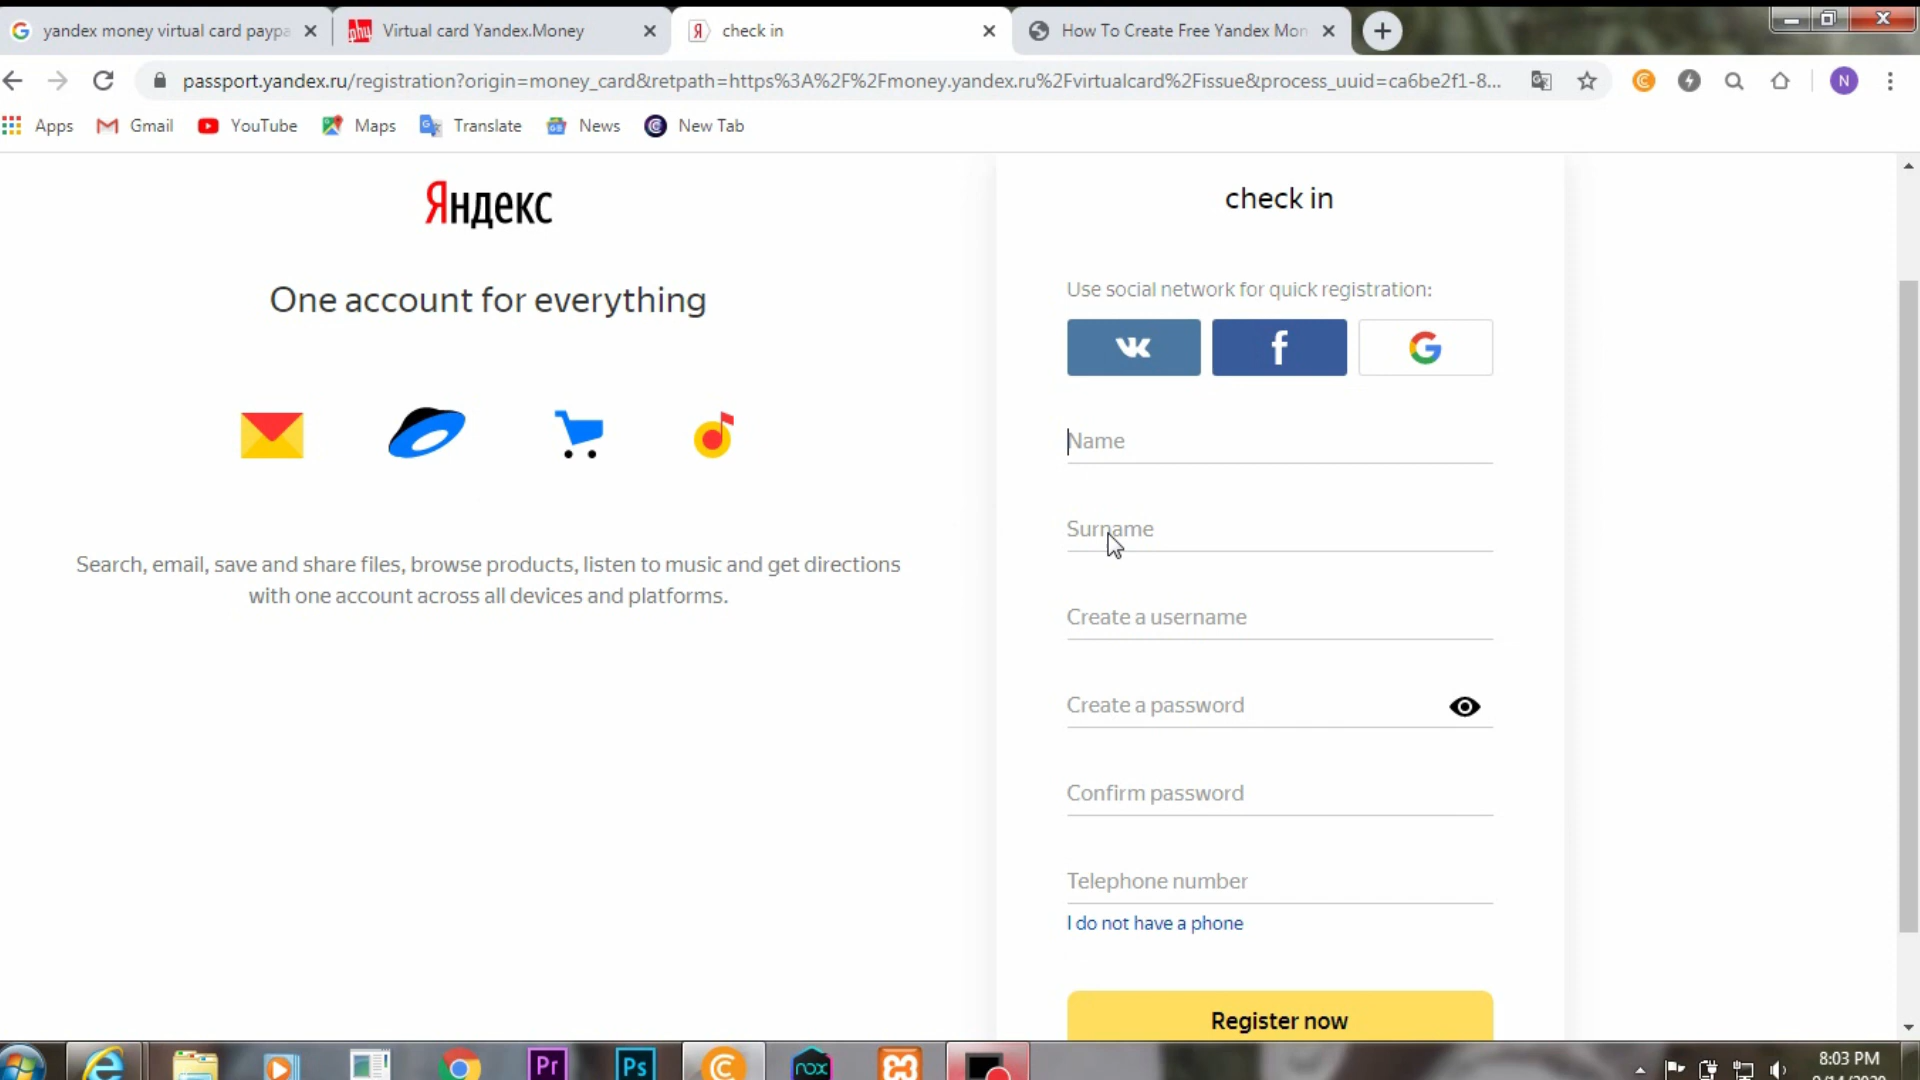 yandex money virtual card paypa
Virtual card Yandex.Money
check in
How To Create Free Yandex Mon
passport.yandex.ru/registration?origin=money_card&retpath=https%3A%2F%2Fmoney.yandex.ru%2Fvirtualcard%2Fissue&process_uuid=ca6be2f1-8...
N
Apps
Gmail
YouTube
Maps
Translate
News
New Tab
Яндекс
One account for everything
Search, email, save and share files, browse products, listen to music and get directions
with one account across all devices and platforms.
check in
Use social network for quick registration:
Name
Surname
Create a username
Create a password
Confirm password
Telephone number
I do not have a phone
Register now
Pr
Ps
nox
8:03 PM